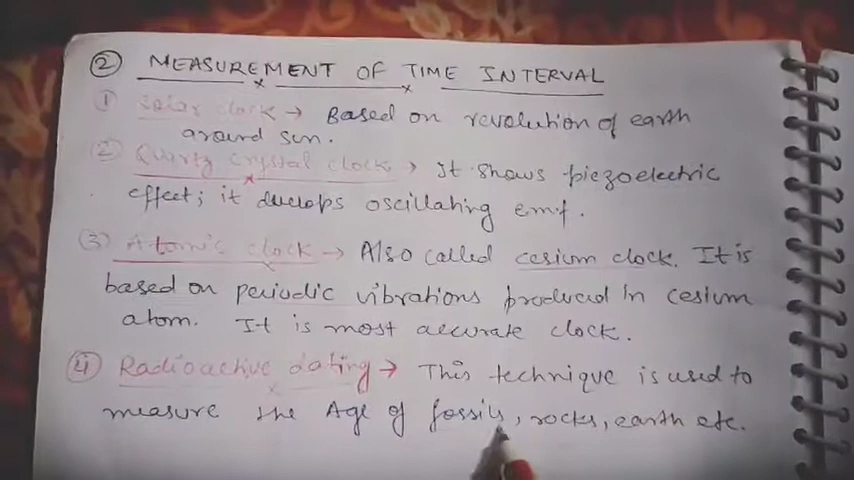 ② MEASUREMENT OF TIME INTERVAL
① Solar clock → Based on revolution of earth
around sun.
② Quartz crystal clock → it shows piezoelectric
effect; it develops oscillating emf.
③ Atomic clock → Also called cesium clock. It is
based on periodic vibrations produced in cesium
atom. It is most accurate clock.
④ Radioactive dating → This technique is used to
measure the Age of fossils, rocks, earth etc.